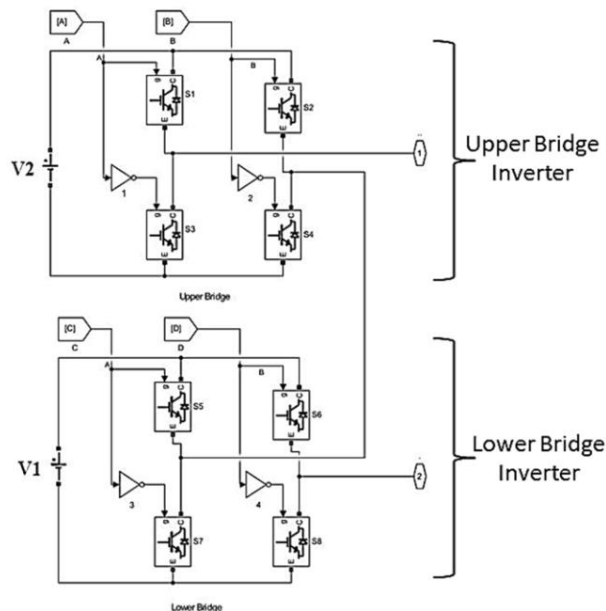 [A]
A
[B]
B
A
B
g
C
S1
E
g
C
S2
E
V2
1
Upper Bridge
Inverter
1
2
g
C
S3
E
g
C
S4
E
Upper Bridge
[C]
C
[D]
D
A
B
g
C
S5
E
g
C
S6
E
V1
2
Lower Bridge
Inverter
3
4
g
C
S7
E
g
C
S8
E
Lower Bridge